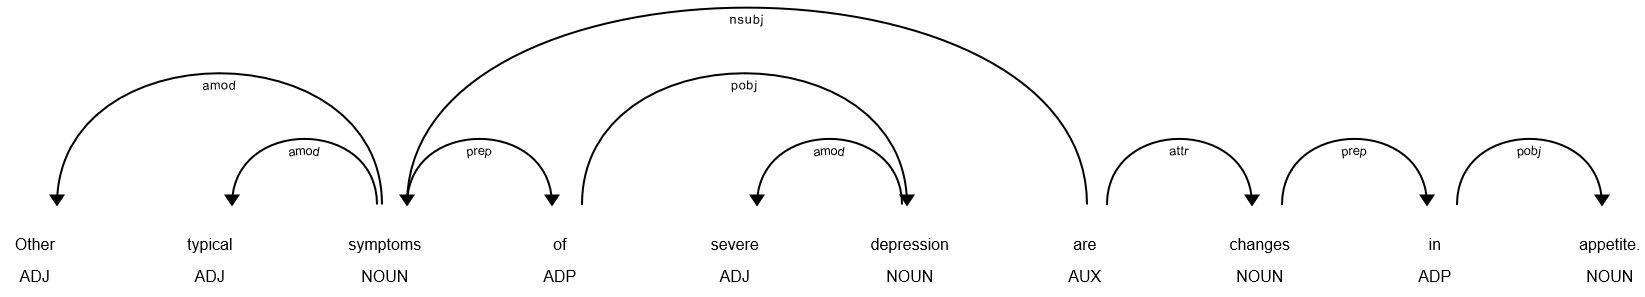 nsubj
amod pobj
amod prep amod attr prep pobj
Other typical symptoms of severe depression are changes in appetite.
ADJ ADJ NOUN ADP ADJ NOUN AUX NOUN ADP NOUN